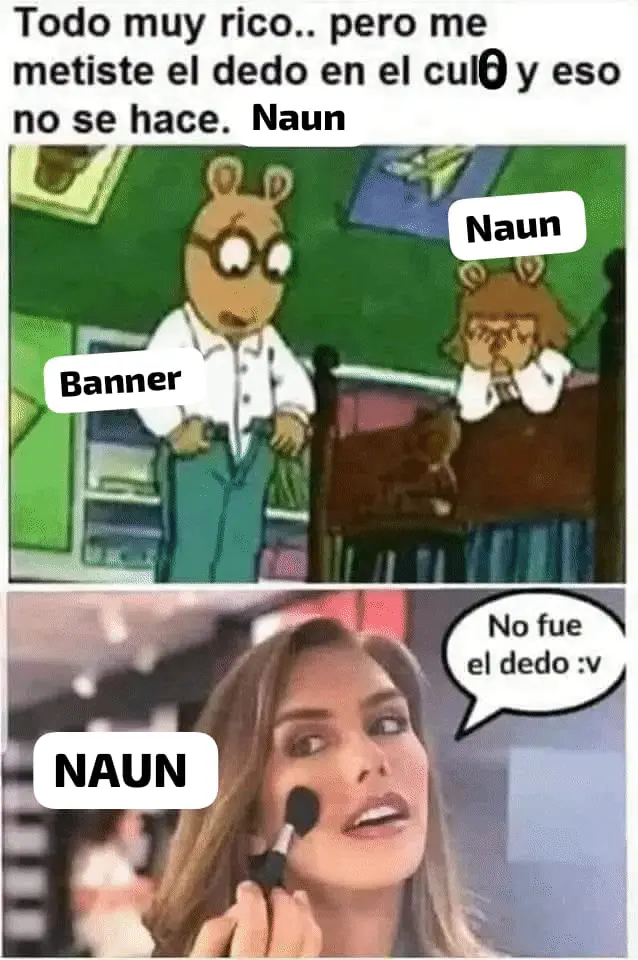 Todo muy rico.. pero me
metiste el dedo en el cul0 y eso
no se hace. Naun
Naun
Banner
No fue
el dedo :v
NAUN